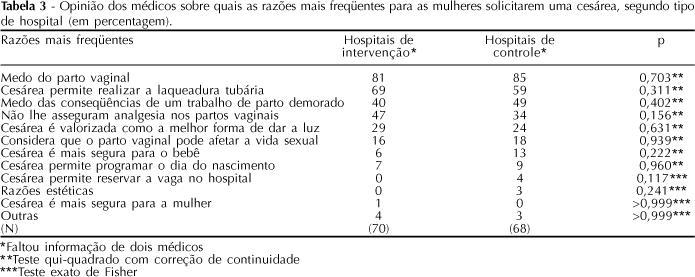 Tabela 3 - Opinião dos médicos sobre quais as razões mais freqüentes para as mulheres solicitarem uma cesárea, segundo tipo
de hospital (em percentagem).
Razões mais freqüentes Hospitais de Hospitais de p
intervenção* controle*
Medo do parto vaginal 81 85 0,703**
Cesárea permite realizar a laqueadura tubária 69 59 0,311**
Medo das conseqüências de um trabalho de parto demorado 40 49 0,402**
Não lhe asseguram analgesia nos partos vaginais 47 34 0,156**
Cesárea é valorizada como a melhor forma de dar a luz 29 24 0,631**
Considera que o parto vaginal pode afetar a vida sexual 16 18 0,939**
Cesárea é mais segura para o bebê 6 13 0,222**
Cesárea permite programar o dia do nascimento 7 9 0,960**
Cesárea permite reservar a vaga no hospital 0 4 0,117***
Razões estéticas 0 3 0,241***
Cesárea é mais segura para a mulher 1 0 >0,999***
Outras 4 3 >0,999***
(N) (70) (68)
*Faltou informação de dois médicos
**Teste qui-quadrado com correção de continuidade
***Teste exato de Fisher